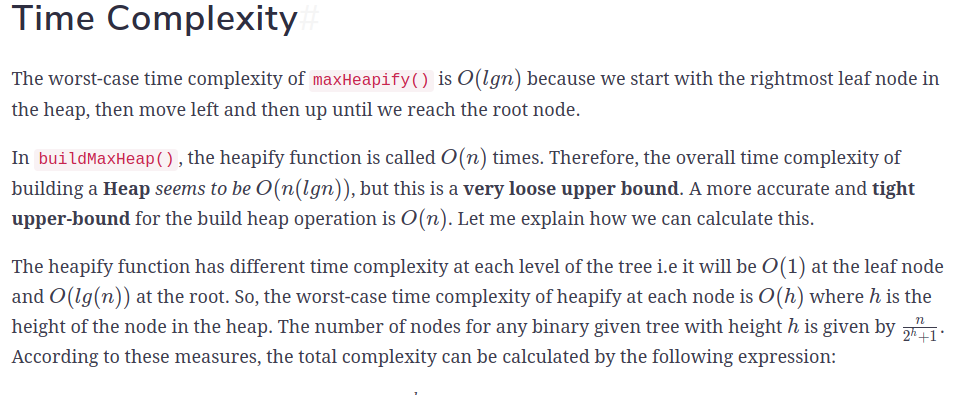 Time Complexity#
The worst-case time complexity of maxHeapify() is O(lgn) because we start with the rightmost leaf node in
the heap, then move left and then up until we reach the root node.
In buildMaxHeap(), the heapify function is called O(n) times. Therefore, the overall time complexity of
building a Heap seems to be O(n(lgn)), but this is a very loose upper bound. A more accurate and tight
upper-bound for the build heap operation is O(n). Let me explain how we can calculate this.
The heapify function has different time complexity at each level of the tree i.e it will be O(1) at the leaf node
and O(lg(n)) at the root. So, the worst-case time complexity of heapify at each node is O(h) where h is the
height of the node in the heap. The number of nodes for any binary given tree with height h is given by n/(2^h+1).
According to these measures, the total complexity can be calculated by the following expression: